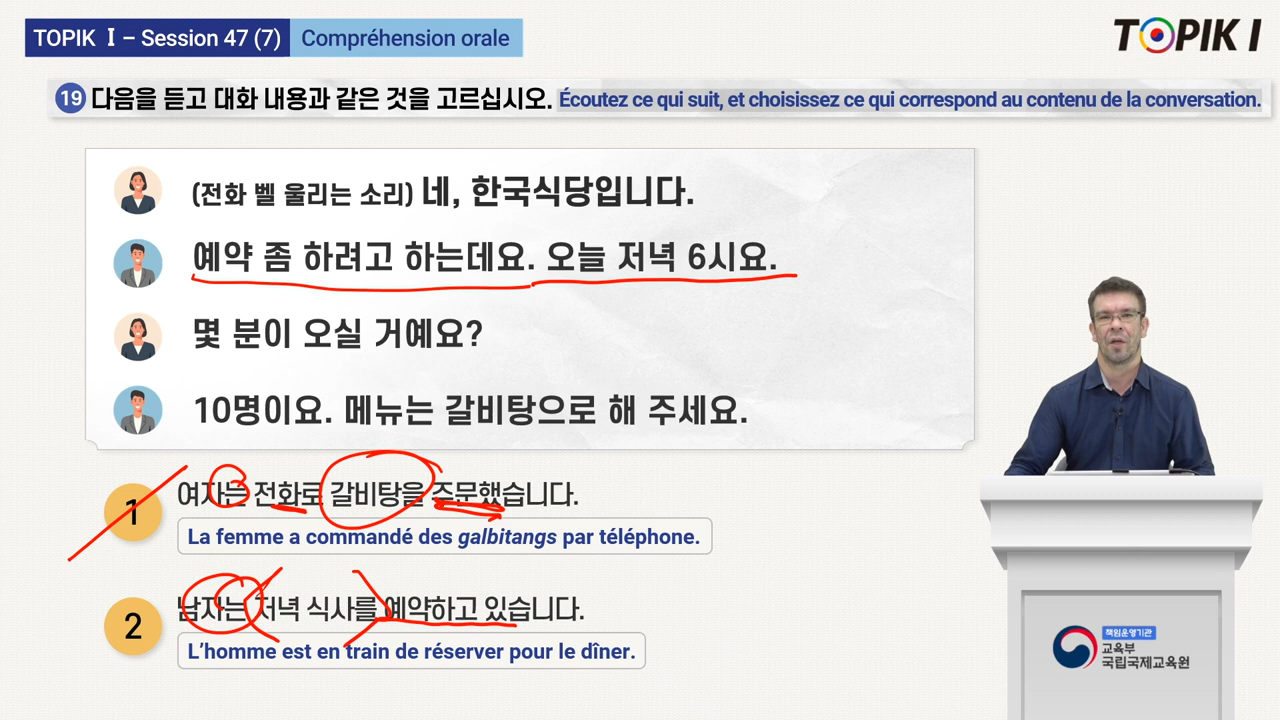 TOPIK I – Session 47 (7) Compréhension orale
TOPIK I
19 다음을 듣고 대화 내용과 같은 것을 고르십시오. Écoutez ce qui suit, et choisissez ce qui correspond au contenu de la conversation.
(전화 벨 울리는 소리) 네, 한국식당입니다.
예약 좀 하려고 하는데요. 오늘 저녁 6시요.
몇 분이 오실 거예요?
10명이요. 메뉴는 갈비탕으로 해 주세요.
1 여자는 전화로 갈비탕을 주문했습니다.
La femme a commandé des galbitangs par téléphone.
2 남자는 저녁 식사를 예약하고 있습니다.
L'homme est en train de réserver pour le dîner.
책임운영기관
교육부
국립국제교육원